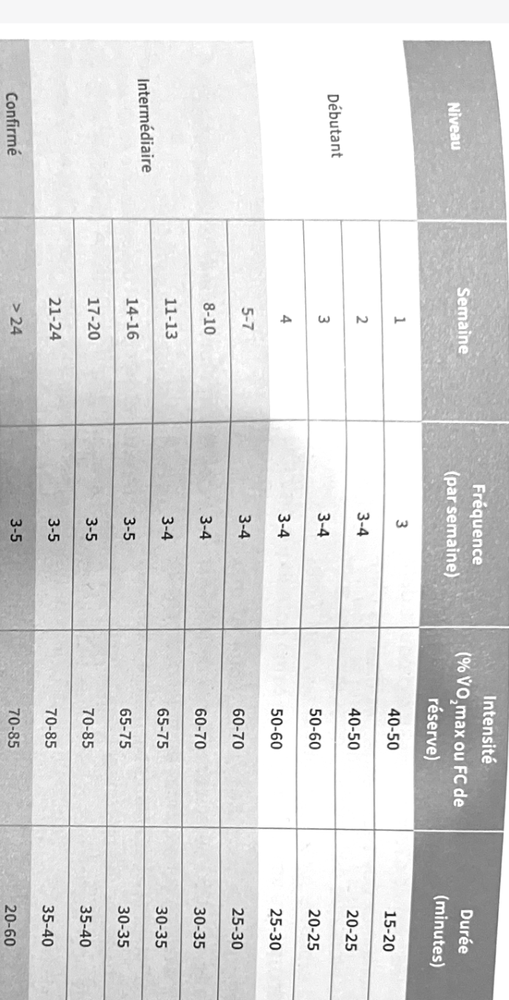 Niveau
Semaine
Fréquence
(par semaine)
Intensité
(% V̇O₂max ou FC de
réserve)
Durée
(minutes)
Débutant
1 3 40-50 15-20
2 3-4 40-50 20-25
3 3-4 50-60 20-25
4 3-4 50-60 25-30
Intermédiaire
5-7 3-4 60-70 25-30
8-10 3-4 60-70 30-35
11-13 3-4 65-75 30-35
14-16 3-5 65-75 30-35
17-20 3-5 70-85 35-40
21-24 3-5 70-85 35-40
Confirmé
> 24 3-5 70-85 20-60